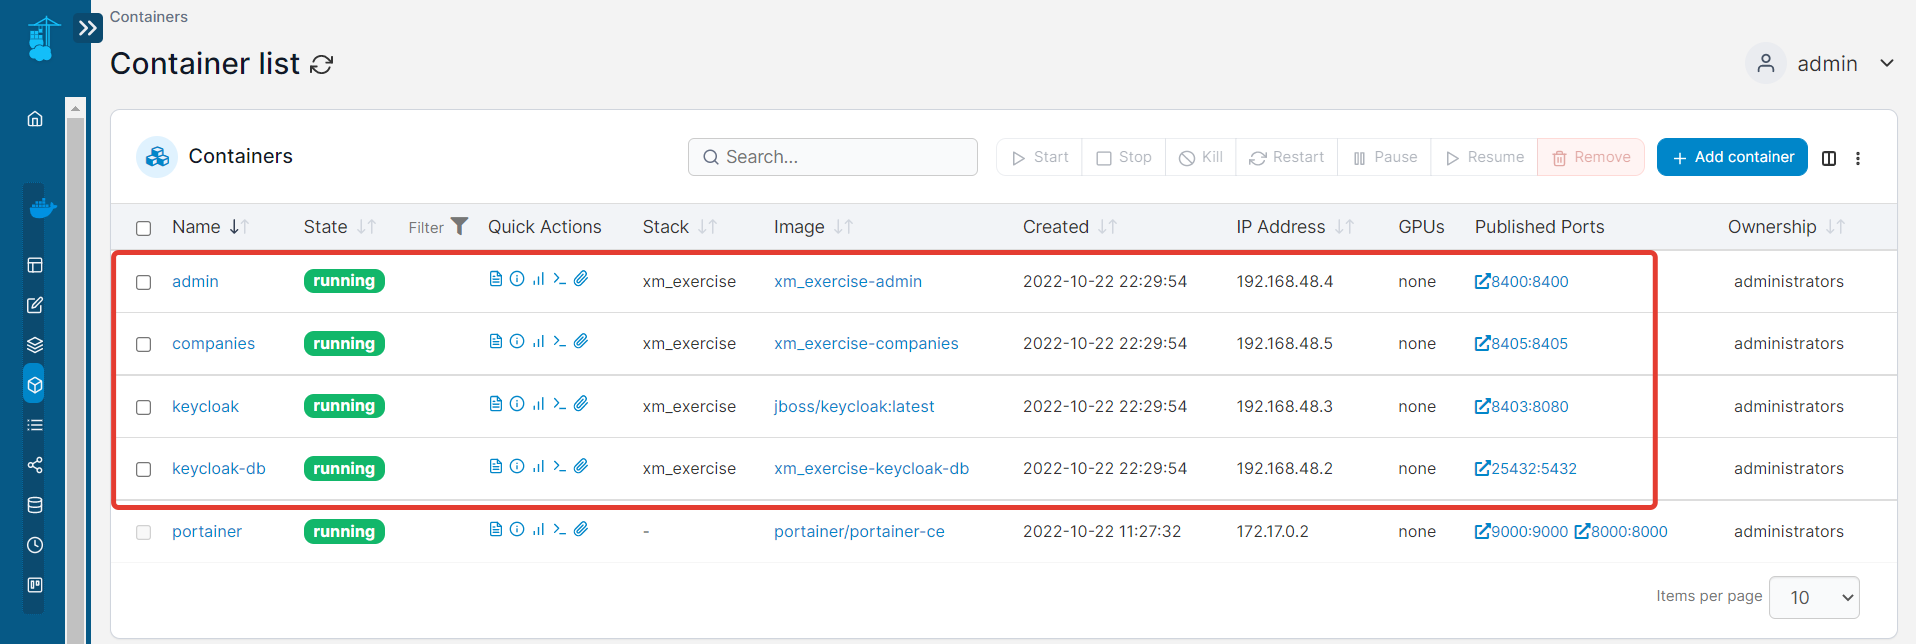 Containers
Container list
admin
Containers
Search...
Start Stop Kill Restart Pause Resume Remove
Add container
Name State Filter Quick Actions Stack Image Created IP Address GPUs Published Ports Ownership
admin running xm_exercise xm_exercise-admin 2022-10-22 22:29:54 192.168.48.4 none 8400:8400 administrators
companies running xm_exercise xm_exercise-companies 2022-10-22 22:29:54 192.168.48.5 none 8405:8405 administrators
keycloak running xm_exercise jboss/keycloak:latest 2022-10-22 22:29:54 192.168.48.3 none 8403:8080 administrators
keycloak-db running xm_exercise xm_exercise-keycloak-db 2022-10-22 22:29:54 192.168.48.2 none 25432:5432 administrators
portainer running - portainer/portainer-ce 2022-10-22 11:27:32 172.17.0.2 none 9000:9000 8000:8000 administrators
Items per page 10